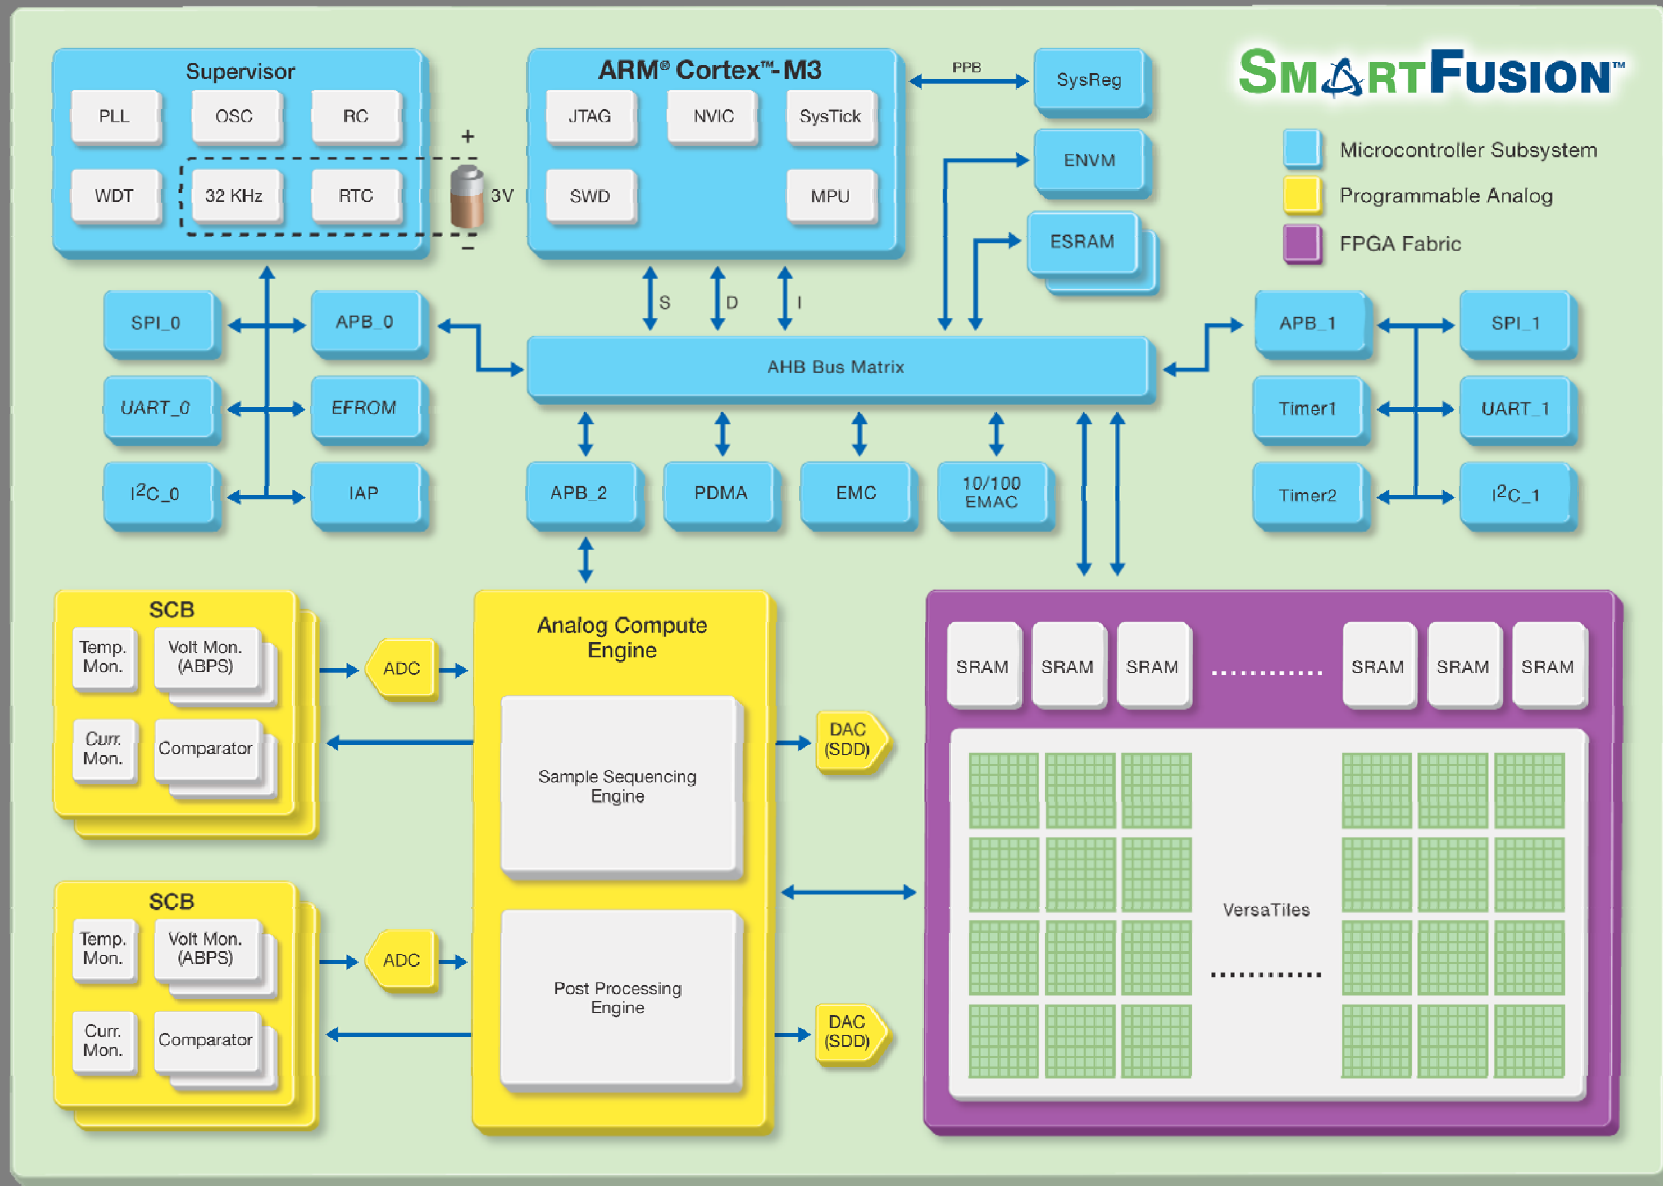 Supervisor
PLL
OSC
RC
WDT
32 KHz
RTC
+
3V
−
ARM® Cortex™-M3
JTAG
NVIC
SysTick
SWD
MPU
PPB
SysReg
ENVM
ESRAM
SMARTFUSION™
Microcontroller Subsystem
Programmable Analog
FPGA Fabric
S
D
I
SPI_0
APB_0
UART_0
EFROM
I²C_0
IAP
AHB Bus Matrix
APB_2
PDMA
EMC
10/100
EMAC
APB_1
SPI_1
Timer1
UART_1
Timer2
I²C_1
SCB
Temp.
Mon.
Volt Mon.
(ABPS)
Curr.
Mon.
Comparator
ADC
SCB
Temp.
Mon.
Volt Mon.
(ABPS)
Curr.
Mon.
Comparator
ADC
Analog Compute
Engine
Sample Sequencing
Engine
Post Processing
Engine
DAC
(SDD)
DAC
(SDD)
SRAM
SRAM
SRAM
............
SRAM
SRAM
SRAM
VersaTiles
............